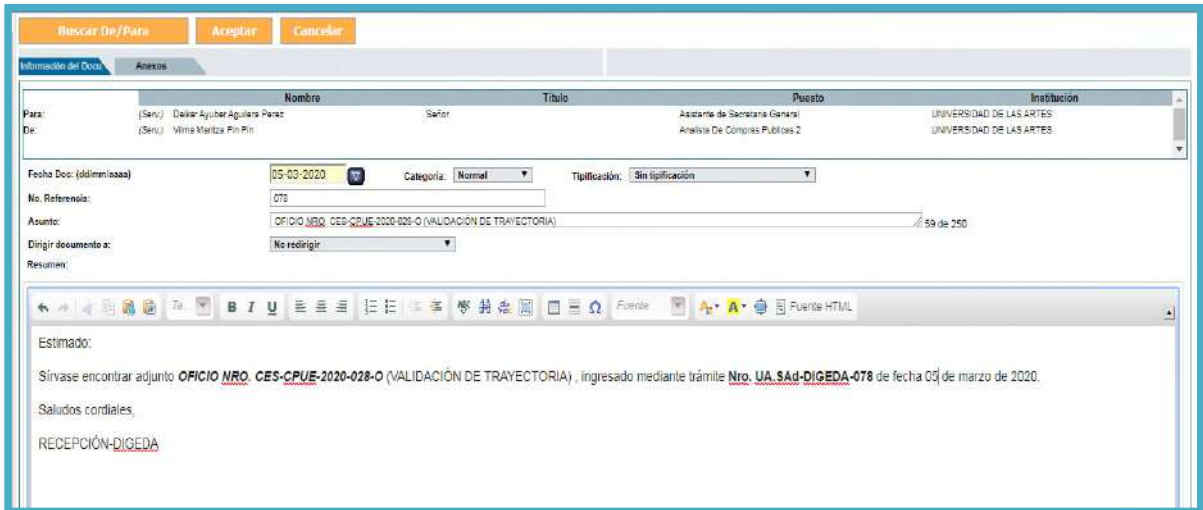 Buscar De/Para Aceptar Cancelar
Información del Docu Anexos
Nombre Título Puesto Institución
Para: (Serv.) Deiker Ayuber Aguilera Perez Señor Asistente de Secretaria General UNIVERSIDAD DE LAS ARTES
De: (Serv.) Vilma Maritza Pin Pin Analista De Compras Publicas 2 UNIVERSIDAD DE LAS ARTES
Fecha Doc: (dd/mm/aaaa) 05-03-2020 Categoría: Normal Tipificación: Sin tipificación
No. Referencia: 078
Asunto: OFICIO NRO. CES-CPUE-2020-028-O (VALIDACIÓN DE TRAYECTORIA) 59 de 250
Dirigir documento a: No redirigir
Resumen:
Ta... B I U Fuente Fuente HTML
Estimado:
Sírvase encontrar adjunto OFICIO NRO. CES-CPUE-2020-028-O (VALIDACIÓN DE TRAYECTORIA) , ingresado mediante trámite Nro. UA.SAd-DIGEDA-078 de fecha 05 de marzo de 2020.
Saludos cordiales,
RECEPCIÓN-DIGEDA